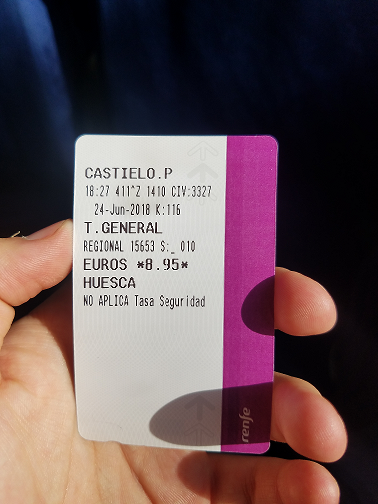 CASTIELO.P
18:27 411^Z 1410 CIV:3327
24-Jun-2018 K:116
T.GENERAL
REGIONAL 15653 S:_ 010
EUROS *8.95*
HUESCA
NO APLICA Tasa Seguridad
renfe